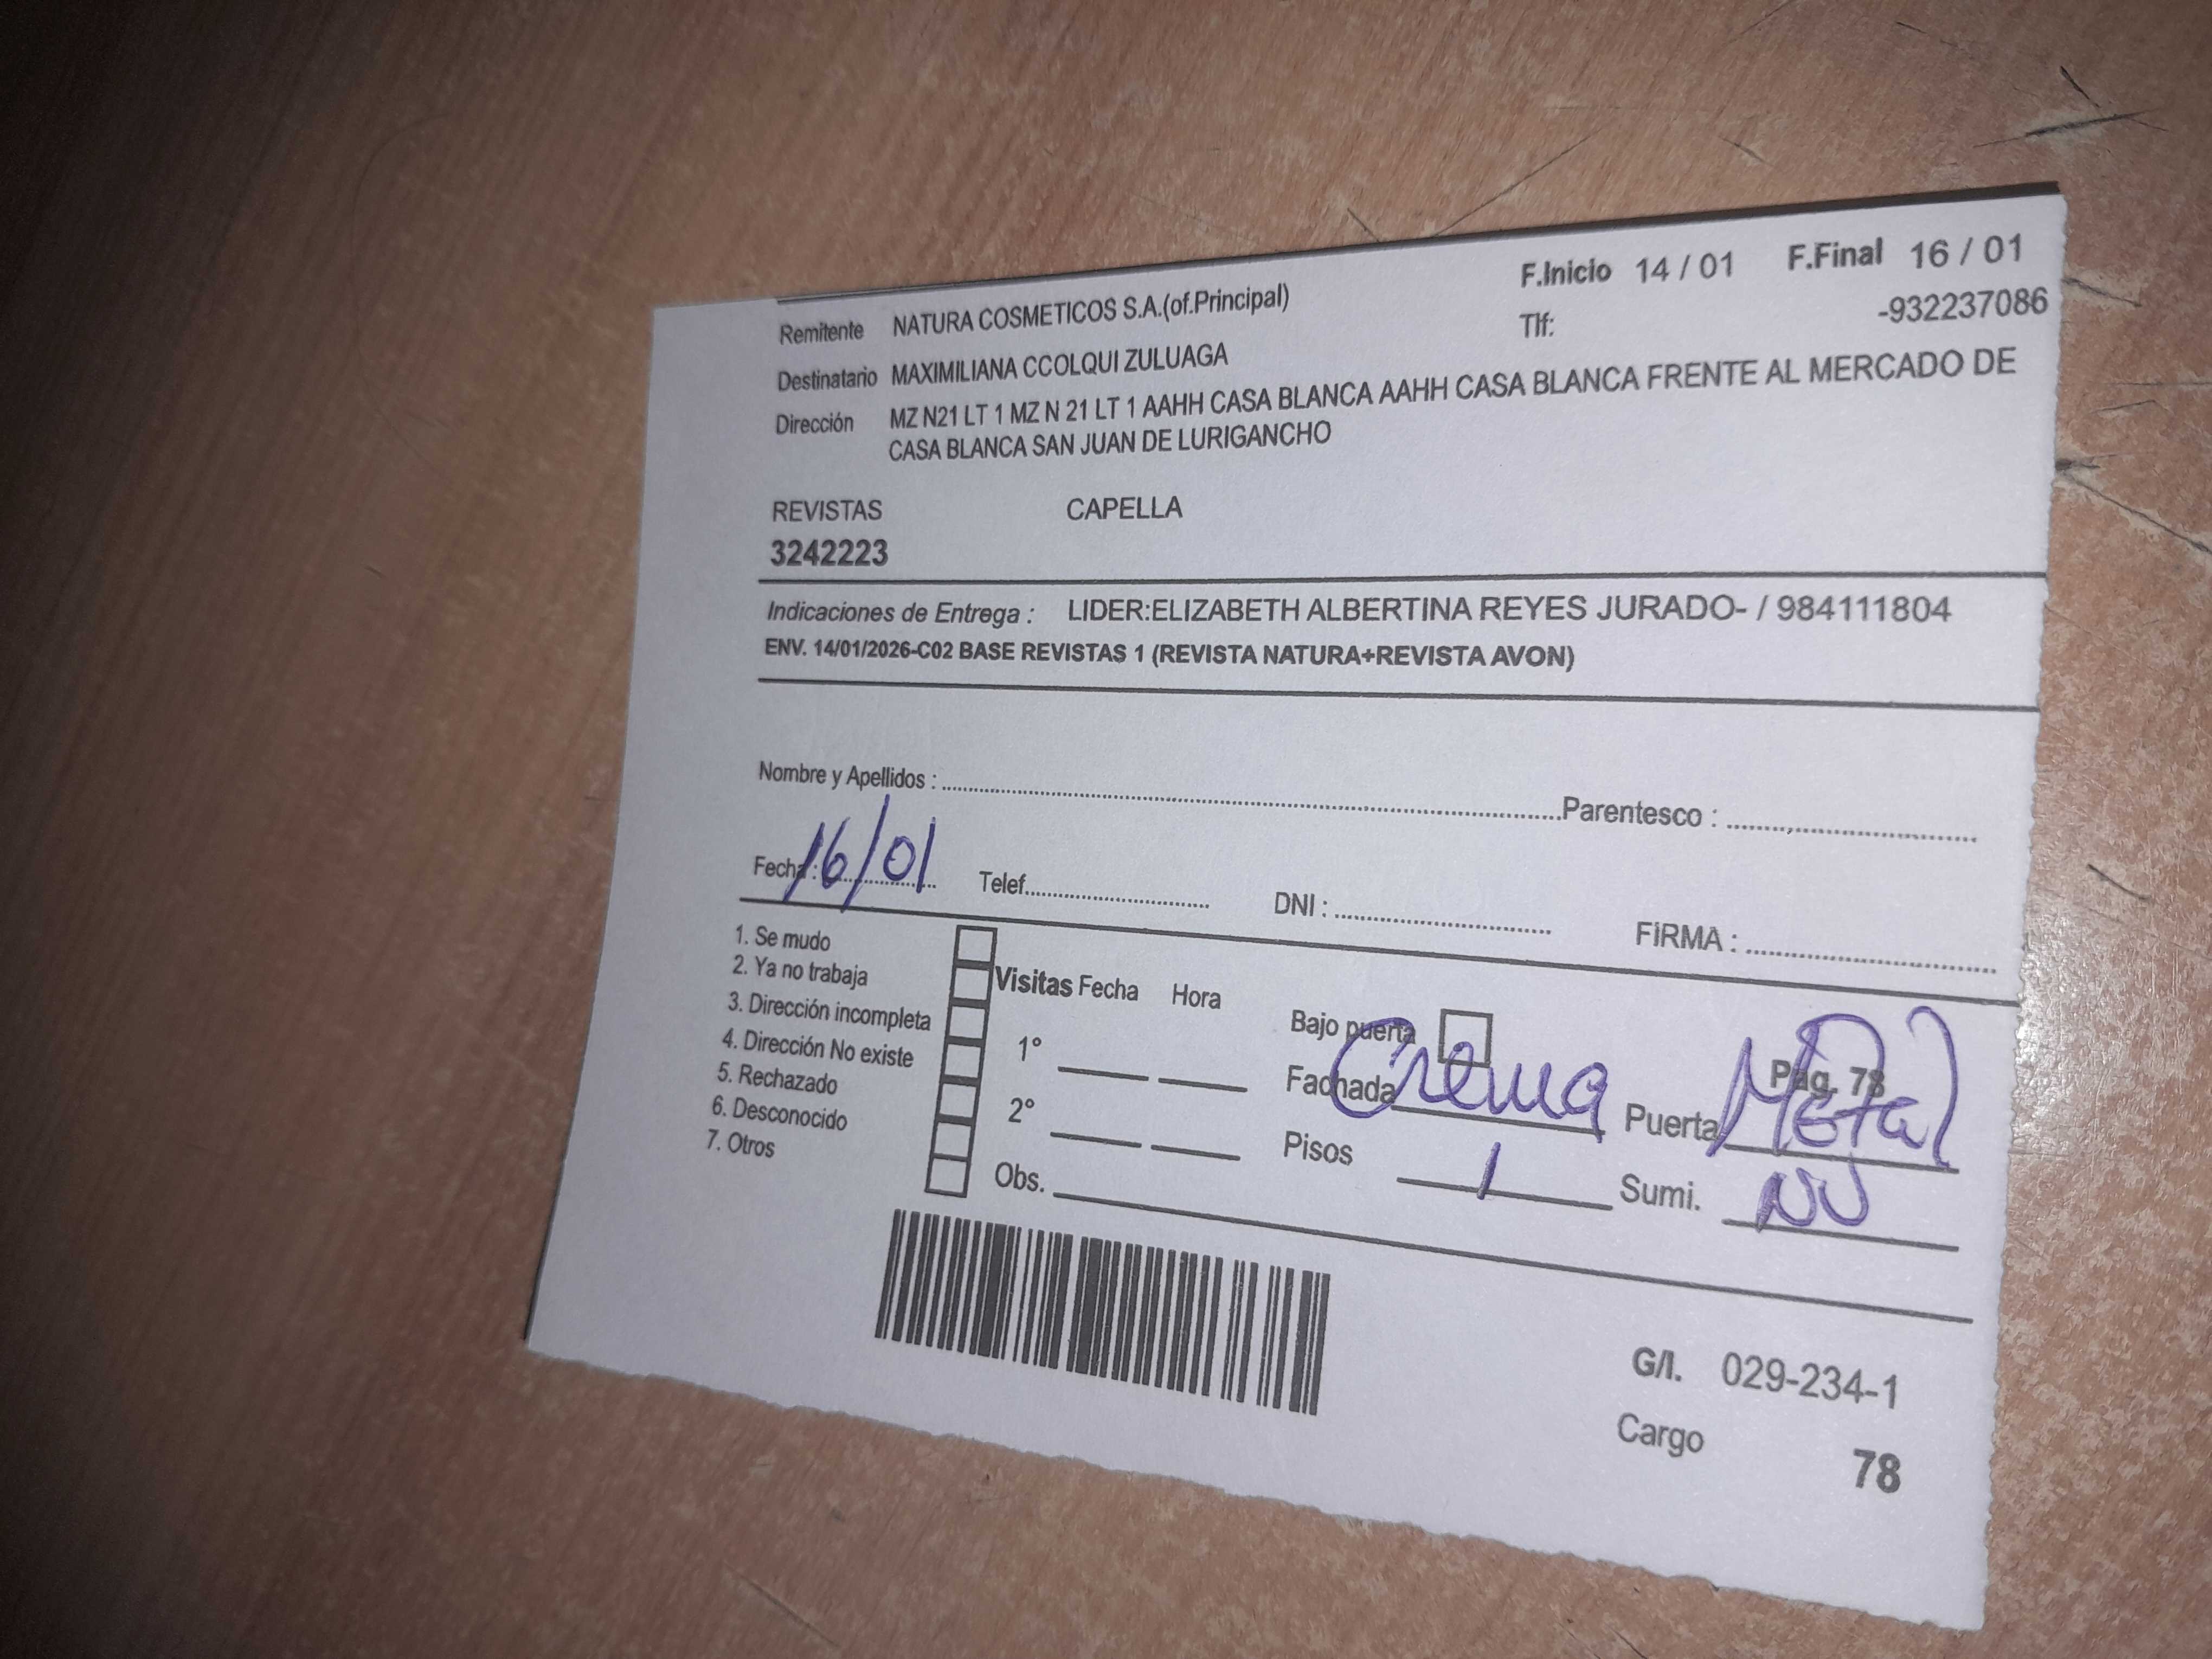 F.Inicio 14 / 01 F.Final 16 / 01
Remitente NATURA COSMETICOS S.A.(of.Principal) Tlf: -932237086
Destinatario MAXIMILIANA CCOLQUI ZULUAGA
Dirección MZ N21 LT 1 MZ N 21 LT 1 AAHH CASA BLANCA AAHH CASA BLANCA FRENTE AL MERCADO DE
CASA BLANCA SAN JUAN DE LURIGANCHO
REVISTAS CAPELLA
3242223
Indicaciones de Entrega : LIDER:ELIZABETH ALBERTINA REYES JURADO- / 984111804
ENV. 14/01/2026-C02 BASE REVISTAS 1 (REVISTA NATURA+REVISTA AVON)
Nombre y Apellidos : Parentesco :
Fecha : 16/01 Telef. DNI : FIRMA :
1. Se mudo
2. Ya no trabaja
3. Dirección incompleta
4. Dirección No existe
5. Rechazado
6. Desconocido
7. Otros
Visitas Fecha Hora
1°
2°
Obs.
Bajo puerta Pag. 78
Fachada Crema Puerta Metal
Pisos 1 Sumi. NU
G/I. 029-234-1
Cargo 78